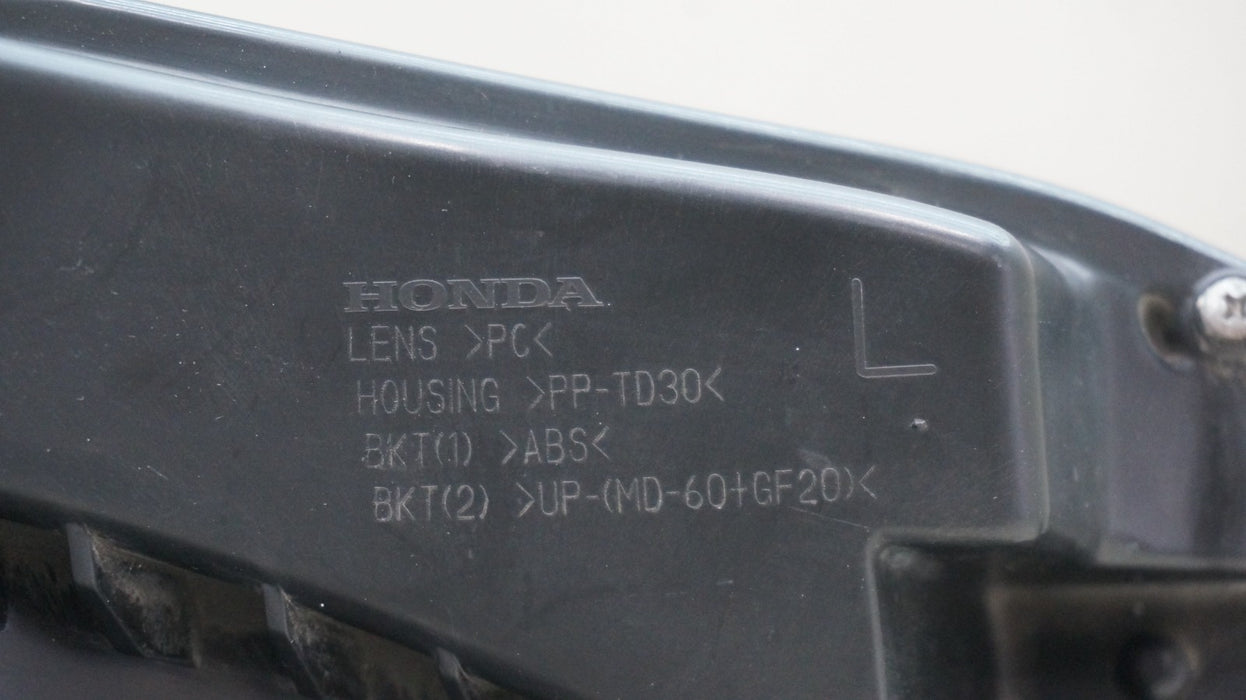 HONDA
L
LENS >PC<
HOUSING >PP-TD30<
BKT(1) >ABS<
BKT(2) >UP-(MD-60+GF20)<